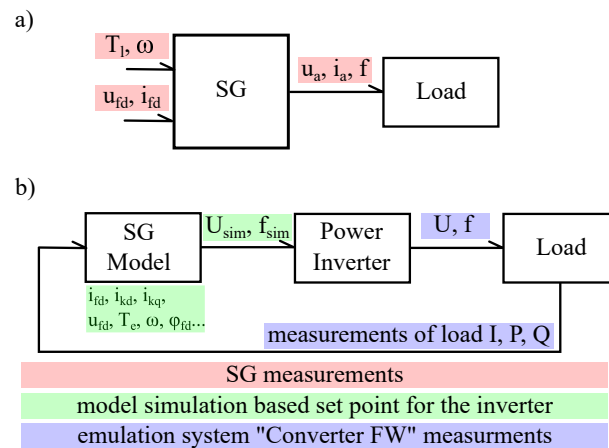 a)
T_l, ω
u_fd, i_fd
SG
u_a, i_a, f
Load
b)
SG
Model
U_sim, f_sim
Power
Inverter
U, f
Load
i_fd, i_kd, i_kq,
u_fd, T_e, ω, φ_fd...
measurements of load I, P, Q
SG measurements
model simulation based set point for the inverter
emulation system "Converter FW" measurments